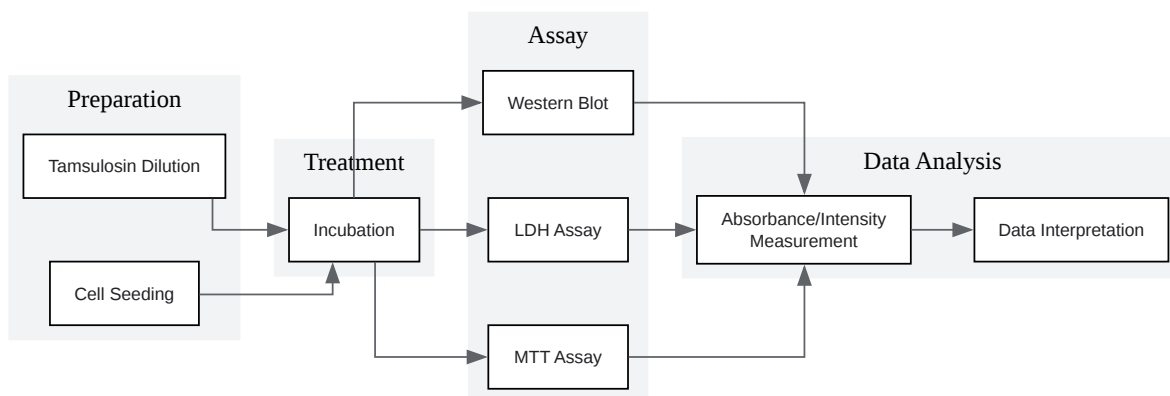 Preparation
Tamsulosin Dilution
Cell Seeding
Treatment
Incubation
Assay
Western Blot
LDH Assay
MTT Assay
Data Analysis
Absorbance/Intensity
Measurement
Data Interpretation